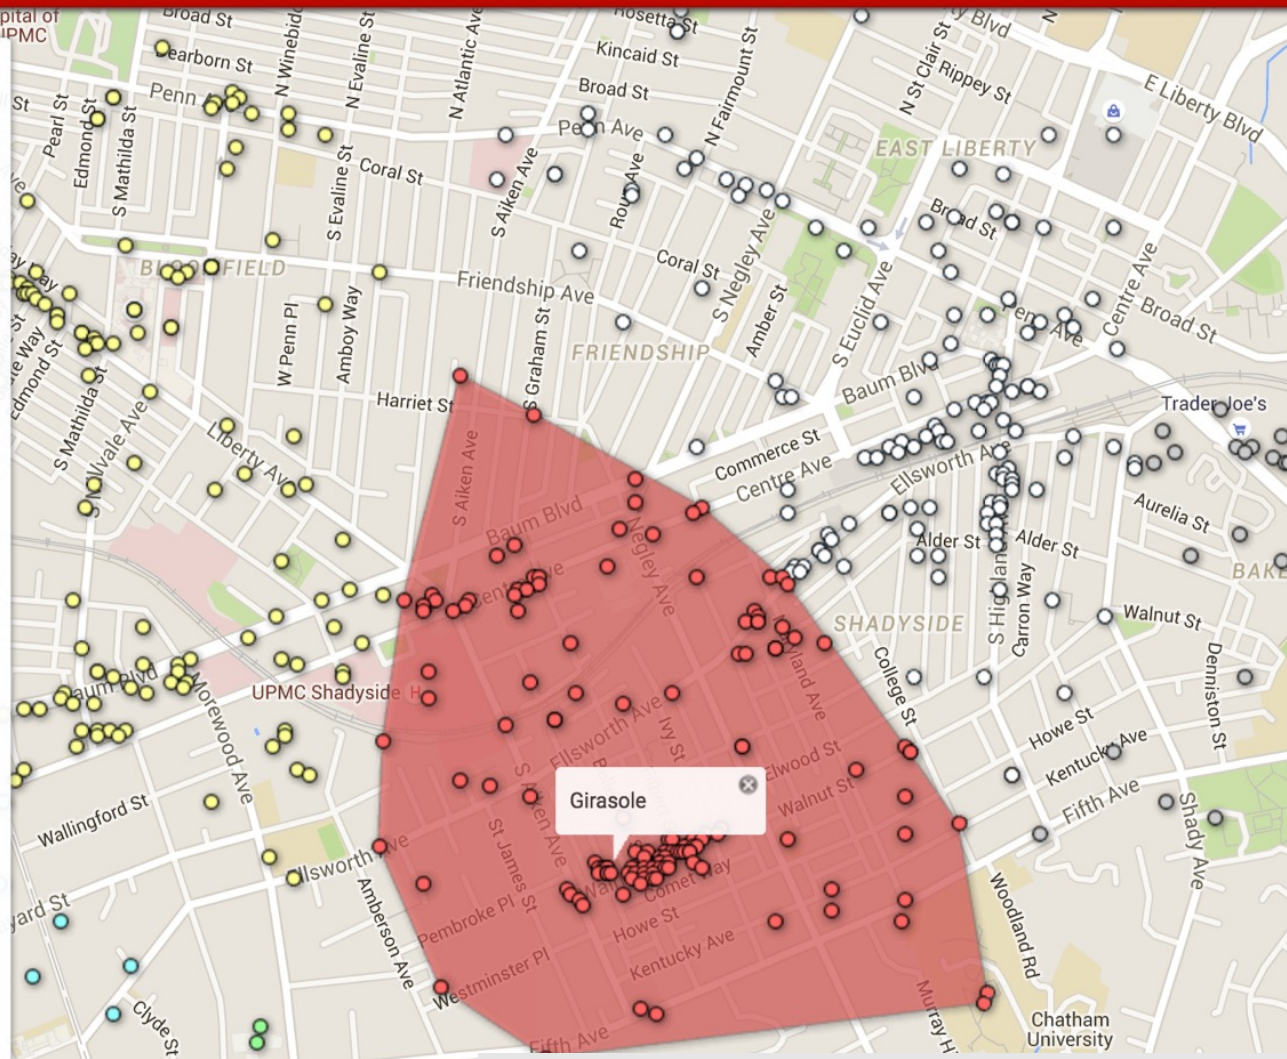 pital of
UPMC
Broad St
Dearborn St
Penn A
Pearl St
Edmond St
S Mathilda St
N Winebid
N Evaline St
N Atlantic Ave
Rosetta St
Kincaid St
Broad St
Penn Ave
N Fairmount St
N St Clair St
Rippey St
ty Blvd
E Liberty Blvd
EAST LIBERTY
St
Coral St
S Evaline St
S Aiken Ave
Broad St
S Negley Ave
Coral St
Friendship Ave
FRIENDSHIP
Amber St
S Euclid Ave
Penn Ave
Centre Ave
Broad St
W Penn Pl
Amboy Way
S Graham St
Edmond St
S Mathilda St
Harriet St
Liberty Ave
Baum Blvd
Trader Joe's
Commerce St
Centre Ave
Ellsworth Ave
S Aiken Ave
Baum Blvd
Negley Ave
Aurelia St
Alder St
Alder St
BAKE
SHADYSIDE
Carron Way
Walnut St
College St
Denniston St
UPMC Shadyside H
Baum Blvd
Morewood Ave
Ellsworth Ave
Ivy St
Howe St
Kentucky Ave
Fifth Ave
Shady Ave
Elwood St
Walnut St
Girasole
Wallingford St
S Aiken Ave
St James St
Comet Way
Ellsworth Ave
Amberson Ave
Pembroke Pl
Howe St
Kentucky Ave
Westminster Pl
Woodland Rd
yard St
Clyde St
Fifth Ave
Murray H
Chatham
University